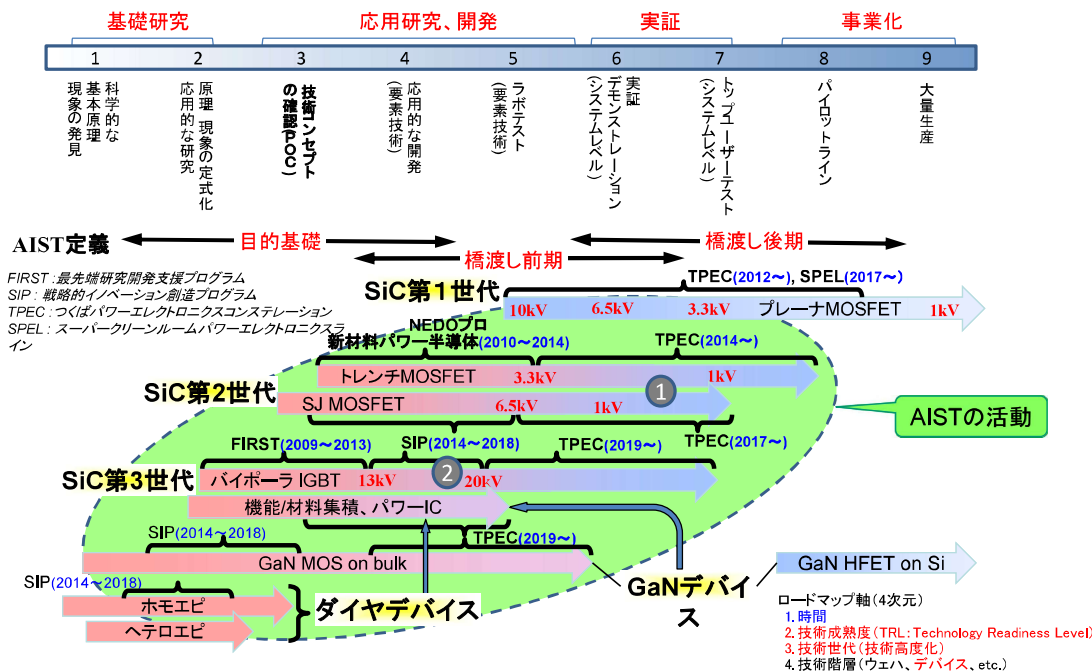 基礎研究
応用研究、開発
実証
事業化
1
2
3
4
5
6
7
8
9
科学的な
基本原理
現象の発見
原理 現象の定式化
応用的な研究
技術コンセプト
の確認(POC)
応用的な開発
(要素技術)
ラボテスト
(要素技術)
実証
デモンストレーション
(システムレベル)
トップユーザーテスト
(システムレベル)
パイロットライン
大量生産
AIST定義
目的基礎
橋渡し前期
橋渡し後期
FIRST：最先端研究開発支援プログラム
SIP：戦略的イノベーション創造プログラム
TPEC：つくばパワーエレクトロニクスコンステレーション
SPEL：スーパークリーンルームパワーエレクトロニクスラ
イン
SiC第1世代
TPEC(2012～), SPEL(2017～)
10kV
6.5kV
3.3kV
プレーナMOSFET
1kV
NEDOプロ
新材料パワー半導体(2010～2014)
TPEC(2014～)
トレンチMOSFET
3.3kV
1kV
SiC第2世代
1
SJ MOSFET
6.5kV
1kV
AISTの活動
FIRST(2009～2013)
SIP(2014～2018)
TPEC(2019～)
TPEC(2017～)
SiC第3世代
バイポーラ IGBT
13kV
2
20kV
機能/材料集積、パワーIC
SIP(2014～2018)
TPEC(2019～)
GaN MOS on bulk
GaNデバイ
ス
GaN HFET on Si
SIP(2014～2018)
ホモエピ
ヘテロエピ
ダイヤデバイス
ロードマップ軸（4次元）
1. 時間
2. 技術成熟度（TRL：Technology Readiness Level）
3. 技術世代（技術高度化）
4. 技術階層（ウェハ、デバイス、etc.）